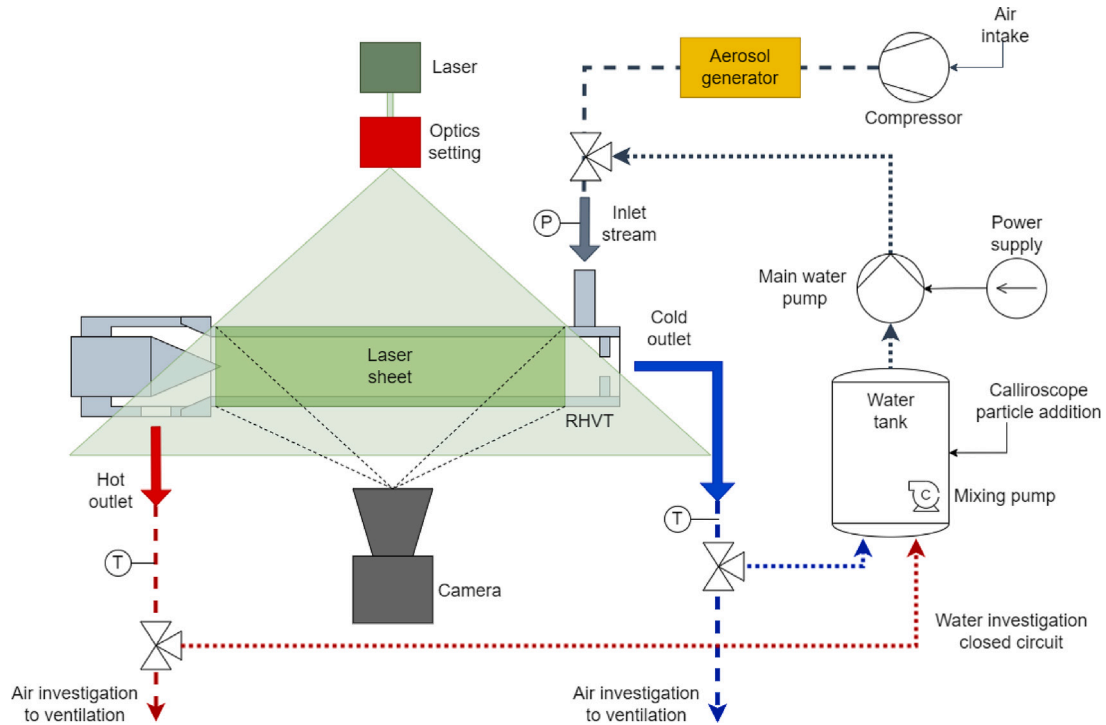 Air
intake
Laser
Aerosol
generator
Compressor
Optics
setting
P
Inlet
stream
Power
supply
Main water
pump
Cold
outlet
Laser
sheet
RHVT
Water
tank
Calliroscope
particle addition
Hot
outlet
C
Mixing pump
T
T
Camera
Water investigation
closed circuit
Air investigation
to ventilation
Air investigation
to ventilation